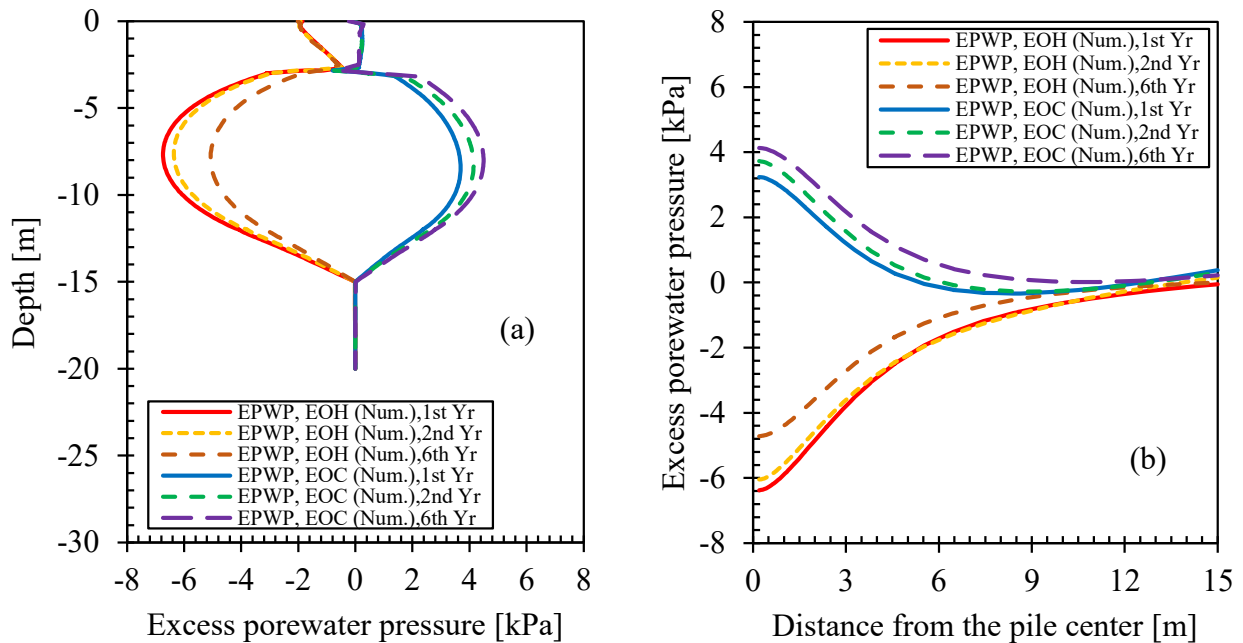 0
-5
-10
-15
-20
-25
-30
Depth [m]
(a)
EPWP, EOH (Num.),1st Yr
EPWP, EOH (Num.),2nd Yr
EPWP, EOH (Num.),6th Yr
EPWP, EOC (Num.),1st Yr
EPWP, EOC (Num.),2nd Yr
EPWP, EOC (Num.),6th Yr
-8 -6 -4 -2 0 2 4 6 8
Excess porewater pressure [kPa]
8
6
4
2
0
-2
-4
-6
-8
Excess porewater pressure [kPa]
EPWP, EOH (Num.),1st Yr
EPWP, EOH (Num.),2nd Yr
EPWP, EOH (Num.),6th Yr
EPWP, EOC (Num.),1st Yr
EPWP, EOC (Num.),2nd Yr
EPWP, EOC (Num.),6th Yr
(b)
0 3 6 9 12 15
Distance from the pile center [m]